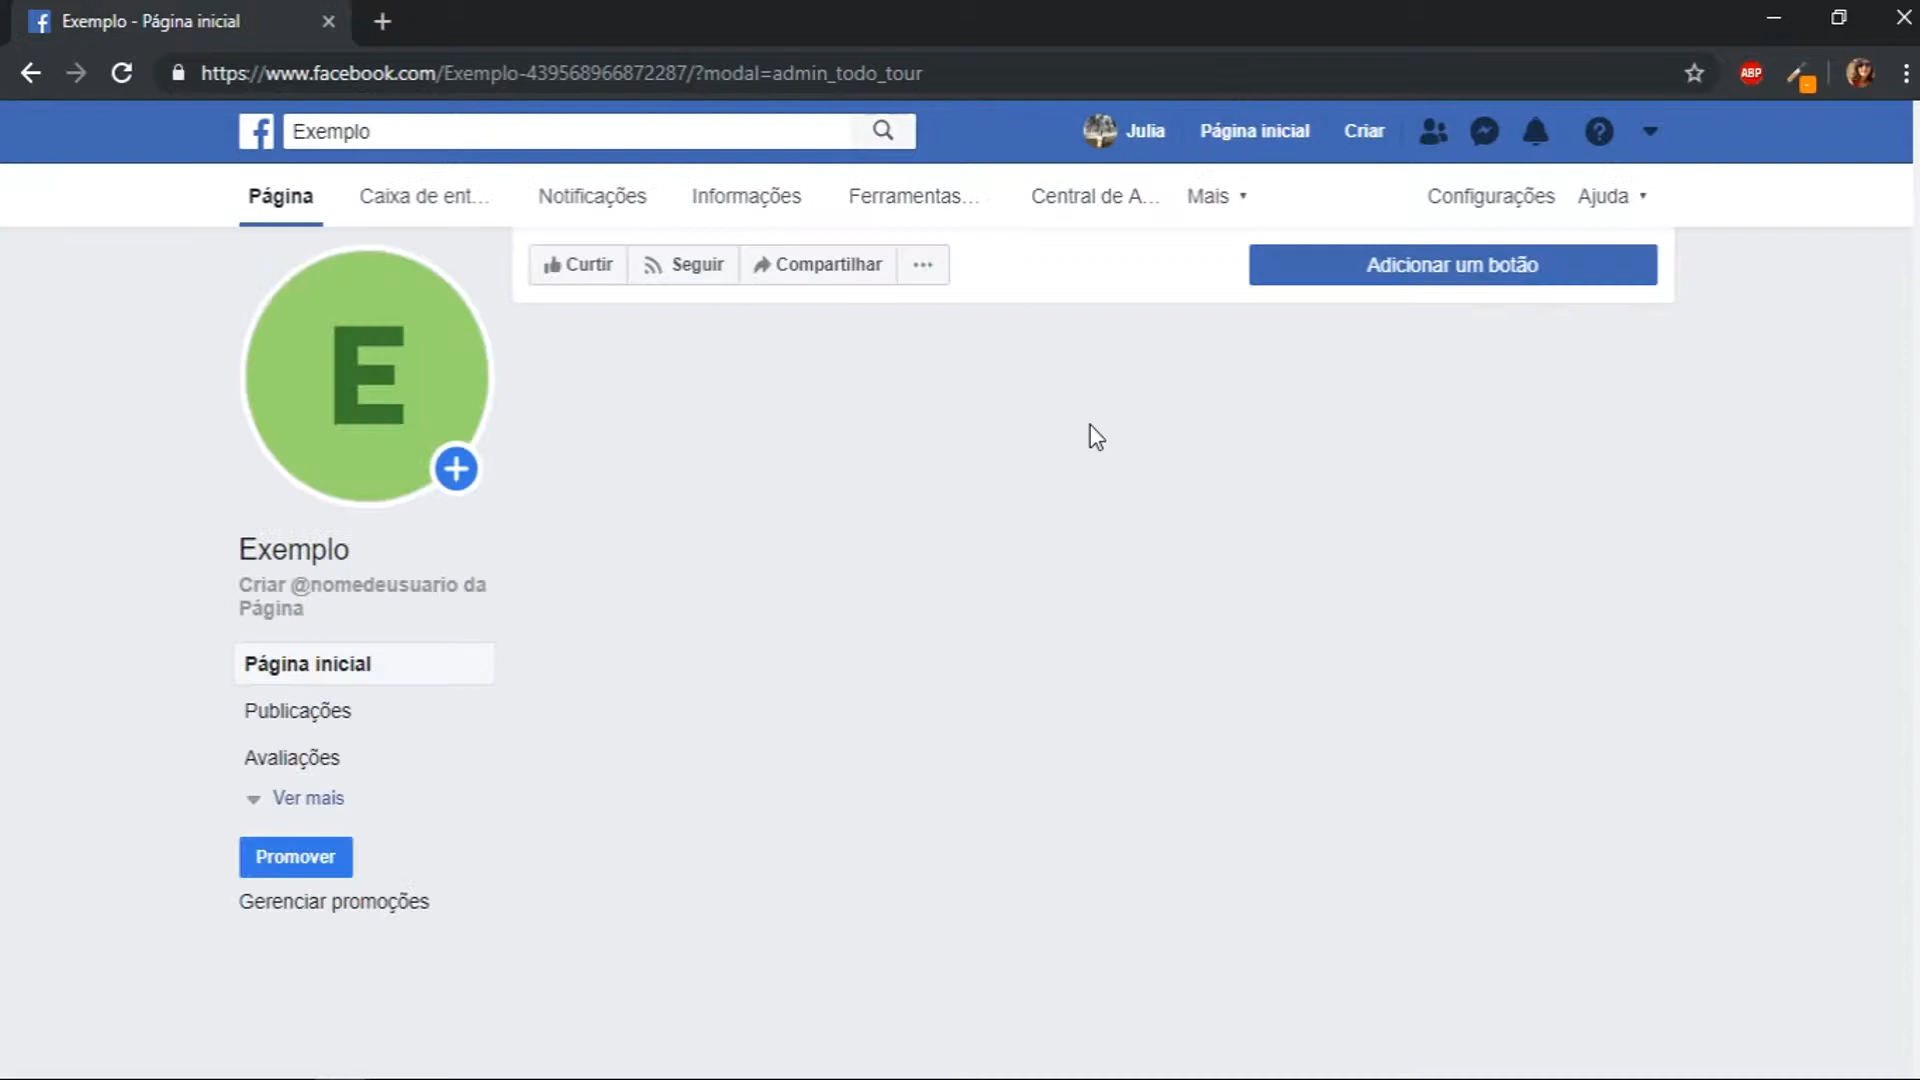 Exemplo - Página inicial
https://www.facebook.com/Exemplo-439568966872287/?modal=admin_todo_tour
ABP
Exemplo
Julia
Página inicial
Criar
Página
Caixa de ent...
Notificações
Informações
Ferramentas...
Central de A...
Mais
Configurações
Ajuda
Curtir
Seguir
Compartilhar
Adicionar um botão
E
Exemplo
Criar @nomedeusuario da
Página
Página inicial
Publicações
Avaliações
Ver mais
Promover
Gerenciar promoções